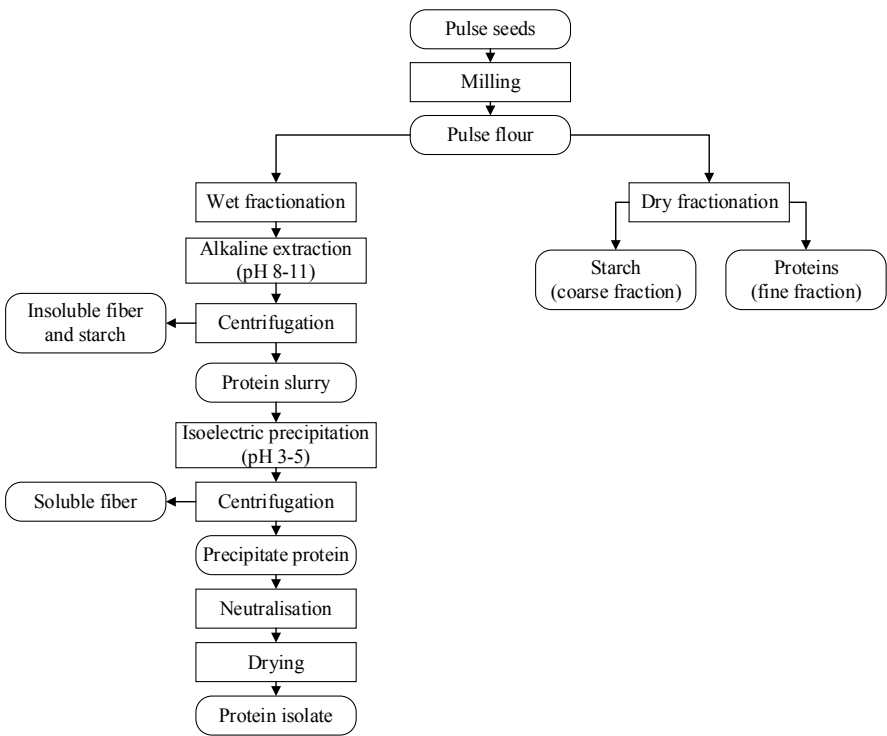 Pulse seeds
Milling
Pulse flour
Wet fractionation
Dry fractionation
Alkaline extraction
(pH 8-11)
Starch
(coarse fraction)
Proteins
(fine fraction)
Insoluble fiber
and starch
Centrifugation
Protein slurry
Isoelectric precipitation
(pH 3-5)
Soluble fiber
Centrifugation
Precipitate protein
Neutralisation
Drying
Protein isolate